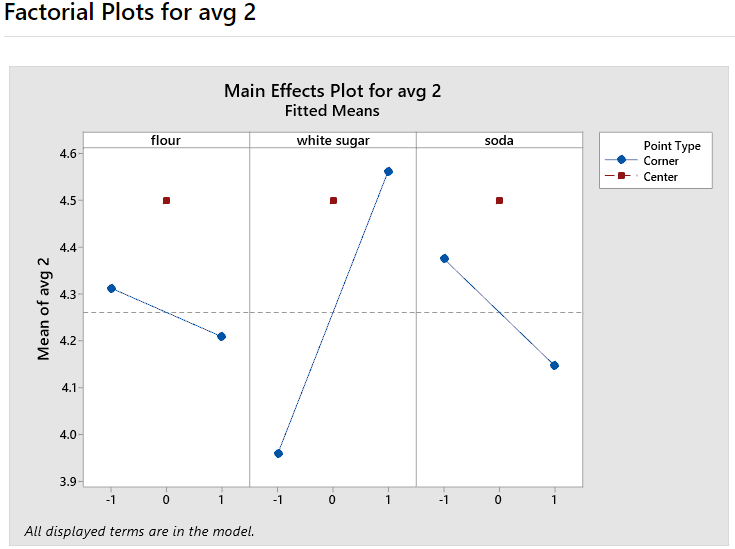 Factorial Plots for avg 2
Main Effects Plot for avg 2
Fitted Means
flour
white sugar
soda
Point Type
Corner
Center
Mean of avg 2
4.6
4.5
4.4
4.3
4.2
4.1
4.0
3.9
-1 0 1 -1 0 1 -1 0 1
All displayed terms are in the model.